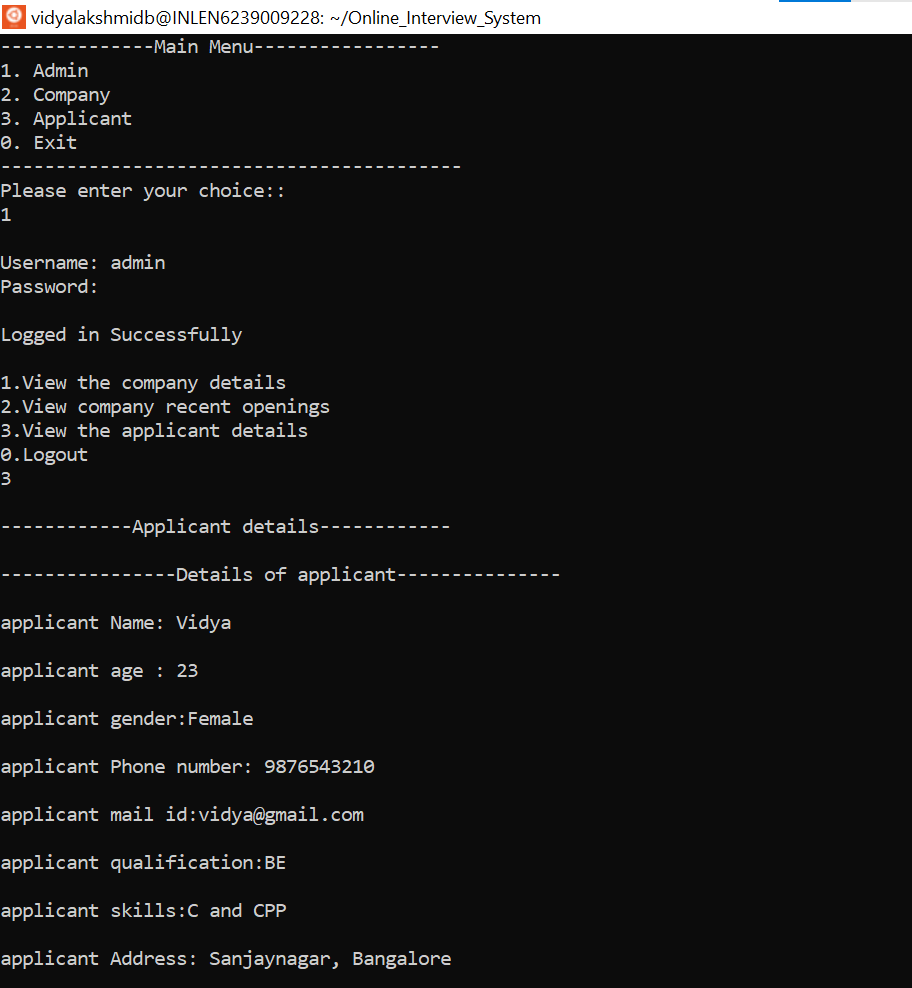 vidyalakshmidb@INLEN6239009228: ~/Online_Interview_System
--------------Main Menu-----------------
1. Admin
2. Company
3. Applicant
0. Exit
------------------------------------------
Please enter your choice::
1
Username: admin
Password:
Logged in Successfully
1.View the company details
2.View company recent openings
3.View the applicant details
0.Logout
3
------------Applicant details------------
----------------Details of applicant---------------
applicant Name: Vidya
applicant age : 23
applicant gender:Female
applicant Phone number: 9876543210
applicant mail id:vidya@gmail.com
applicant qualification:BE
applicant skills:C and CPP
applicant Address: Sanjaynagar, Bangalore